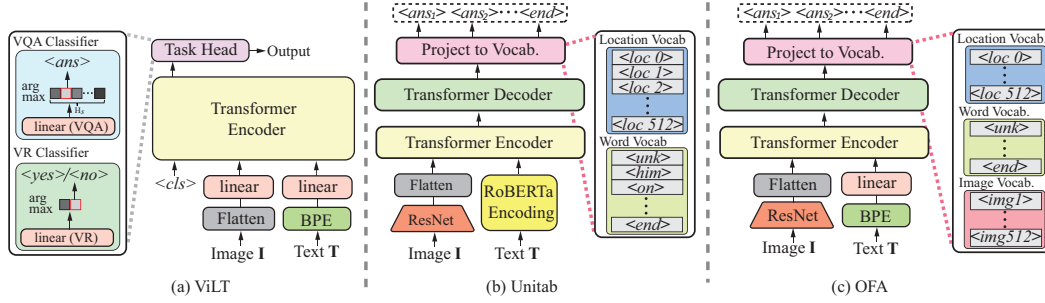 VQA Classifier
<ans>
arg
max
H_x
linear (VQA)
VR Classifier
<yes>/<no>
arg
max
linear (VR)
Task Head
Output
Transformer
Encoder
<cls>
linear
linear
Flatten
BPE
Image I
Text T
(a) ViLT
<ans₁> <ans₂> ··· <end>
Project to Vocab.
Transformer Decoder
Transformer Encoder
Flatten
RoBERTa
Encoding
ResNet
Image I
Text T
Location Vocab
<loc 0>
<loc 1>
<loc 2>
<loc 512>
Word Vocab
<unk>
<him>
<on>
<end>
(b) Unitab
<ans₁> <ans₂> ··· <end>
Project to Vocab.
Transformer Decoder
Transformer Encoder
Flatten
linear
ResNet
BPE
Image I
Text T
Location Vocab.
<loc 0>
<loc 512>
Word Vocab.
<unk>
<end>
Image Vocab.
<img1>
<img512>
(c) OFA